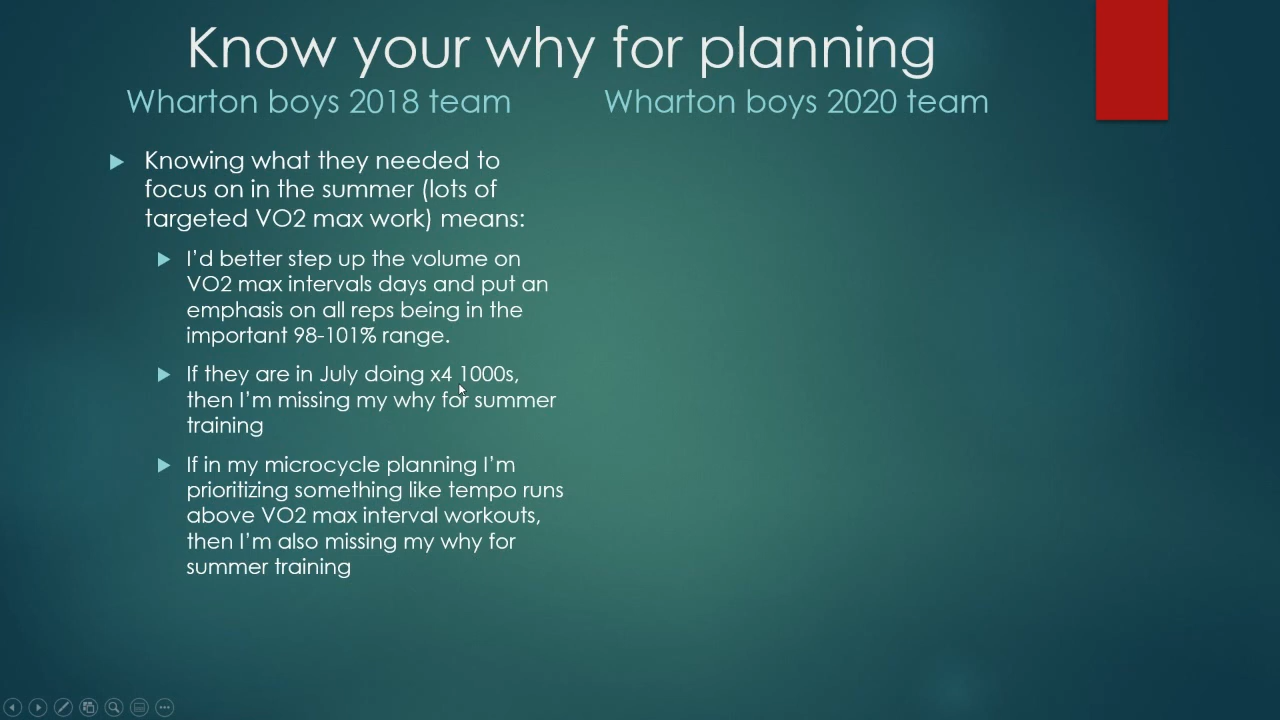 Know your why for planning
Wharton boys 2018 team
Wharton boys 2020 team
Knowing what they needed to
focus on in the summer (lots of
targeted VO2 max work) means:
I'd better step up the volume on
VO2 max intervals days and put an
emphasis on all reps being in the
important 98-101% range.
If they are in July doing x4 1000s,
then I'm missing my why for summer
training
If in my microcycle planning I'm
prioritizing something like tempo runs
above VO2 max interval workouts,
then I'm also missing my why for
summer training